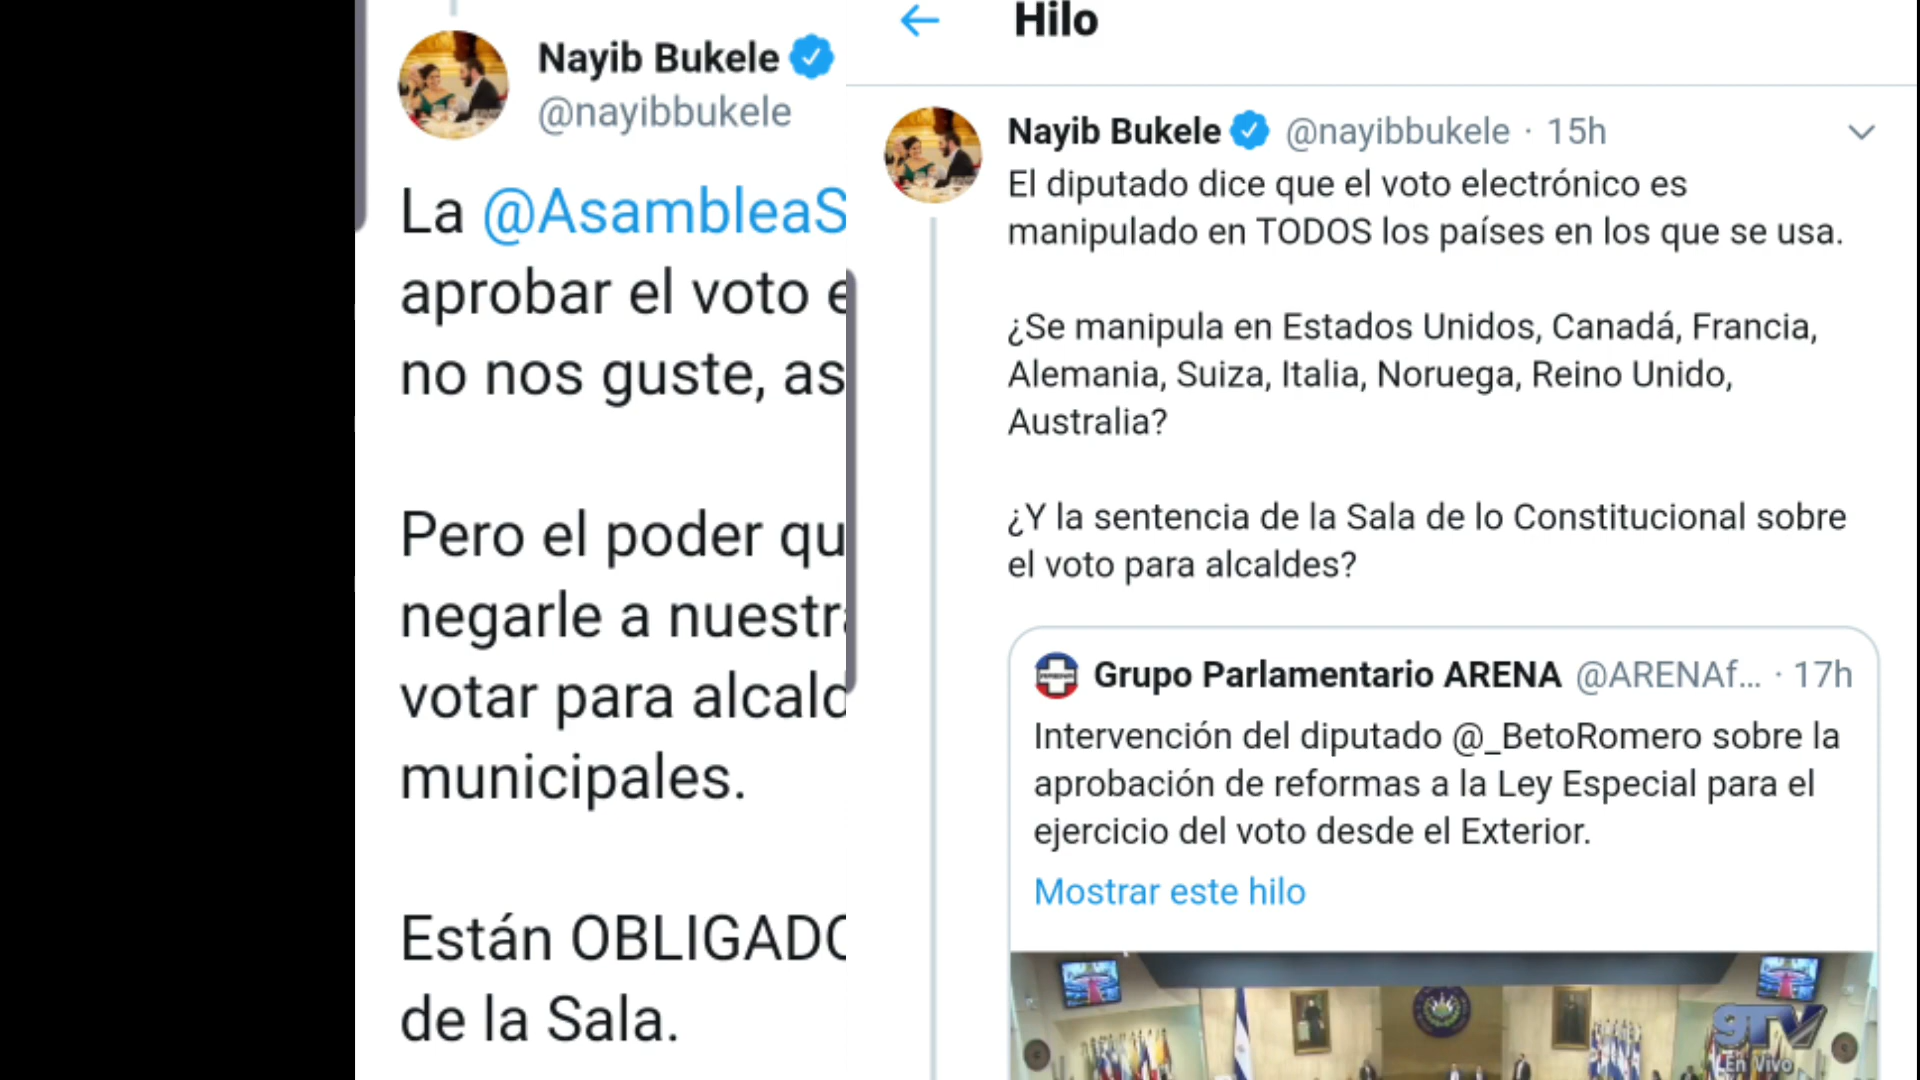 Nayib Bukele
@nayibbukele
La @AsambleaS
aprobar el voto e
no nos guste, as
Pero el poder qu
negarle a nuestra
votar para alcald
municipales.
Están OBLIGADO
de la Sala.
Hilo
Nayib Bukele @nayibbukele · 15h
El diputado dice que el voto electrónico es
manipulado en TODOS los países en los que se usa.
¿Se manipula en Estados Unidos, Canadá, Francia,
Alemania, Suiza, Italia, Noruega, Reino Unido,
Australia?
¿Y la sentencia de la Sala de lo Constitucional sobre
el voto para alcaldes?
ARENA
Grupo Parlamentario ARENA @ARENAf... · 17h
Intervención del diputado @_BetoRomero sobre la
aprobación de reformas a la Ley Especial para el
ejercicio del voto desde el Exterior.
Mostrar este hilo
9TV
En Vivo